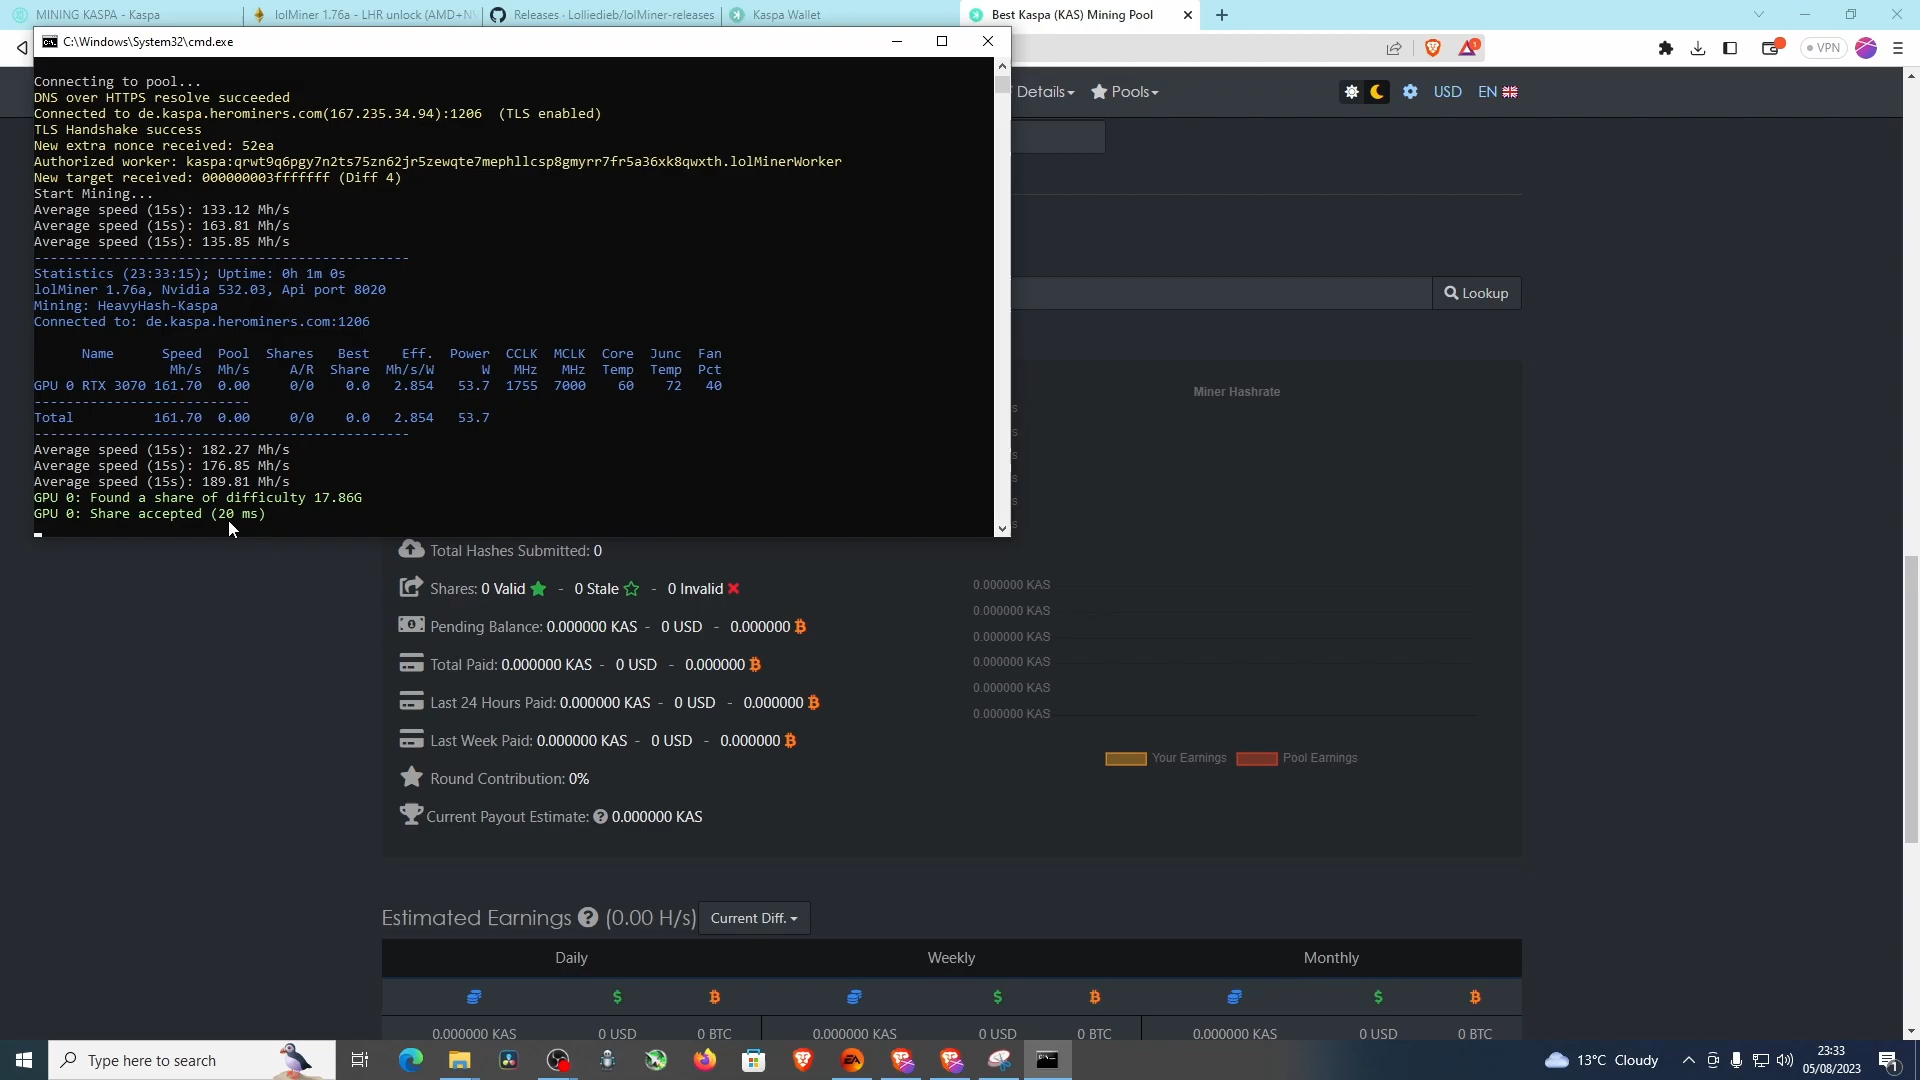 MINING KASPA - Kaspa
lolMiner 1.76a - LHR unlock (AMD+N
Releases · Lolliedieb/lolMiner-releases
Kaspa Wallet
Best Kaspa (KAS) Mining Pool
C:\Windows\System32\cmd.exe
VPN
Details
Pools
USD
EN
Connecting to pool...
DNS over HTTPS resolve succeeded
Connected to de.kaspa.herominers.com(167.235.34.94):1206 (TLS enabled)
TLS Handshake success
New extra nonce received: 52ea
Authorized worker: kaspa:qrwt9q6pgy7n2ts75zn62jr5zewqte7mephllcsp8gmyrr7fr5a36xk8qwxth.lolMinerWorker
New target received: 000000003fffffff (Diff 4)
Start Mining...
Average speed (15s): 133.12 Mh/s
Average speed (15s): 163.81 Mh/s
Average speed (15s): 135.85 Mh/s
-----------------------------------------------
Statistics (23:33:15); Uptime: 0h 1m 0s
lolMiner 1.76a, Nvidia 532.03, Api port 8020
Mining: HeavyHash-Kaspa
Connected to: de.kaspa.herominers.com:1206
Name Speed Pool Shares Best Eff. Power CCLK MCLK Core Junc Fan
Mh/s Mh/s A/R Share Mh/s/W W MHz MHz Temp Temp Pct
GPU 0 RTX 3070 161.70 0.00 0/0 0.0 2.854 53.7 1755 7000 60 72 40
---------------------------
Total 161.70 0.00 0/0 0.0 2.854 53.7
-----------------------------------------------
Average speed (15s): 182.27 Mh/s
Average speed (15s): 176.85 Mh/s
Average speed (15s): 189.81 Mh/s
GPU 0: Found a share of difficulty 17.86G
GPU 0: Share accepted (20 ms)
Lookup
Miner Hashrate
Total Hashes Submitted: 0
Shares: 0 Valid - 0 Stale - 0 Invalid
Pending Balance: 0.000000 KAS - 0 USD - 0.000000
Total Paid: 0.000000 KAS - 0 USD - 0.000000
Last 24 Hours Paid: 0.000000 KAS - 0 USD - 0.000000
Last Week Paid: 0.000000 KAS - 0 USD - 0.000000
Round Contribution: 0%
Current Payout Estimate: 0.000000 KAS
0.000000 KAS
0.000000 KAS
0.000000 KAS
0.000000 KAS
0.000000 KAS
0.000000 KAS
Your Earnings Pool Earnings
Estimated Earnings (0.00 H/s) Current Diff.
Daily Weekly Monthly
0.000000 KAS 0 USD 0 BTC 0.000000 KAS 0 USD 0 BTC 0.000000 KAS 0 USD 0 BTC
Type here to search
13°C Cloudy
23:33
05/08/2023